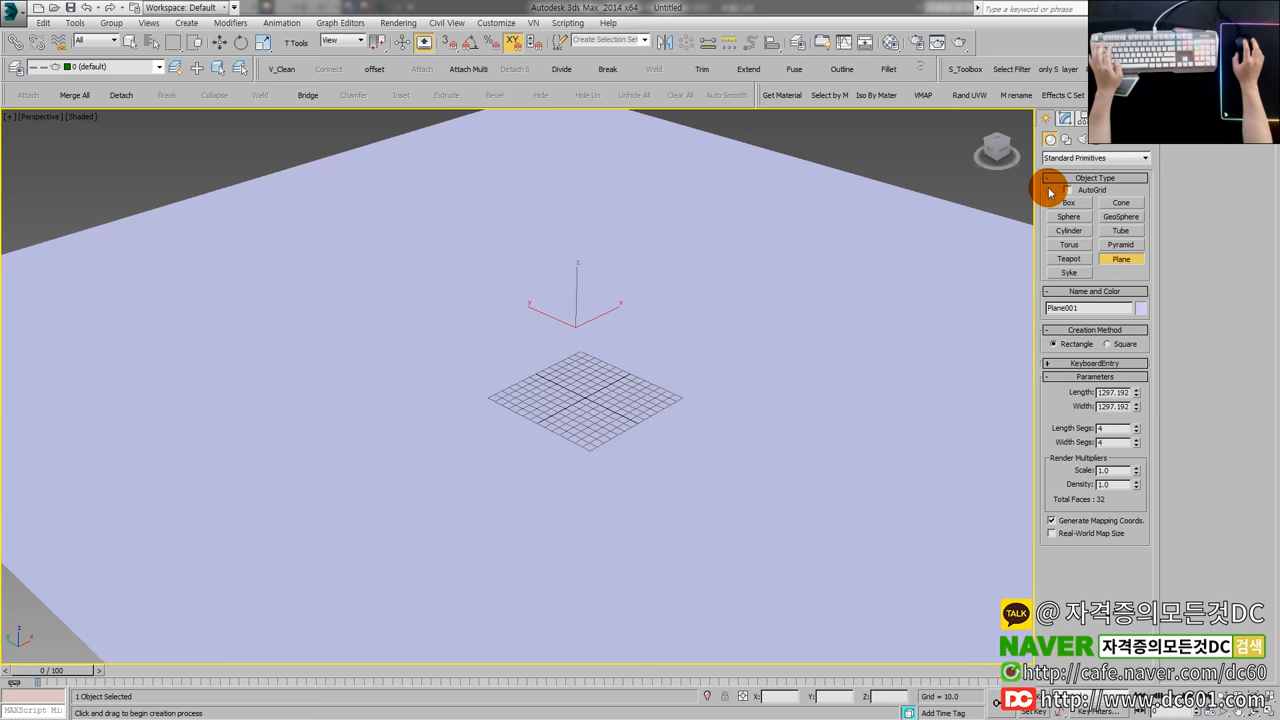 Workspace: Default
Autodesk 3ds Max 2014 x64 Untitled
Type a keyword or phrase
Edit Tools Group Views Create Modifiers Animation Graph Editors Rendering Civil View Customize VN Scripting Help
All T Tools View Create Selection Se
0 (default) V_Clean Connect offset Attach Attach Multi Detach S Divide Break Weld Trim Extend Fuse Outline Fillet S_Toolbox Select Filter only S layer
Attach Merge All Detach Break Collapse Weld Bridge Chamfer Inset Extrude Bevel Hide Hide Un Unhide All Clear All Auto Smooth Get Material Select by M Iso By Mater VMAP Rand UVW M rename Effects C Set
[+] [Perspective] [Shaded]
Standard Primitives
- Object Type
AutoGrid
Box Cone
Sphere GeoSphere
Cylinder Tube
Torus Pyramid
Teapot Plane
Syke
- Name and Color
Plane001
- Creation Method
Rectangle Square
+ KeyboardEntry
- Parameters
Length: 1297.192
Width: 1297.192
Length Segs: 4
Width Segs: 4
Render Multipliers
Scale: 1.0
Density: 1.0
Total Faces : 32
Generate Mapping Coords.
Real-World Map Size
z
y x
z
y x
TALK @ 자격증의모든것DC
NAVER 자격증의모든것DC 검색
http://cafe.naver.com/dc60
DC http://www.dc601.com
< 0 / 100 >
1 Object Selected X: Y: Z: Grid = 10.0
MAXScript Mi Click and drag to begin creation process Add Time Tag Set Key Key Filters...